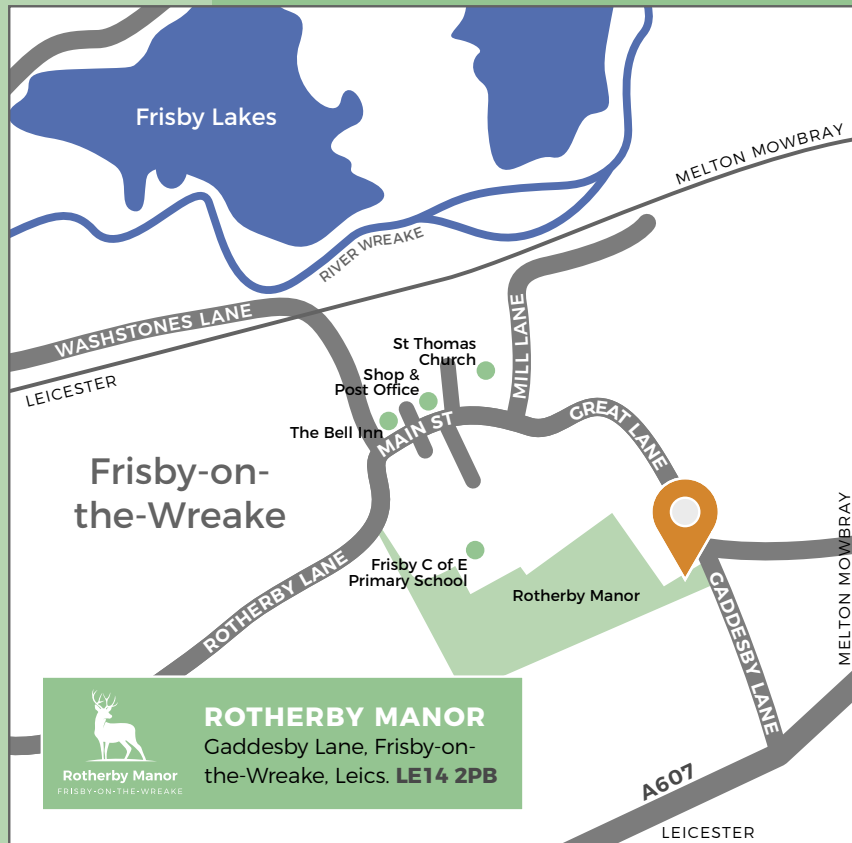 Frisby Lakes
MELTON MOWBRAY
RIVER WREAKE
WASHSTONES LANE
LEICESTER
St Thomas
Church
MILL LANE
Shop &
Post Office
The Bell Inn
MAIN ST
GREAT LANE
Frisby-on-
the-Wreake
MELTON MOWBRAY
Frisby C of E
Primary School
Rotherby Manor
ROTHERBY LANE
GADDESBY LANE
ROTHERBY MANOR
Gaddesby Lane, Frisby-on-
the-Wreake, Leics. LE14 2PB
Rotherby Manor
FRISBY-ON-THE-WREAKE
A607
LEICESTER